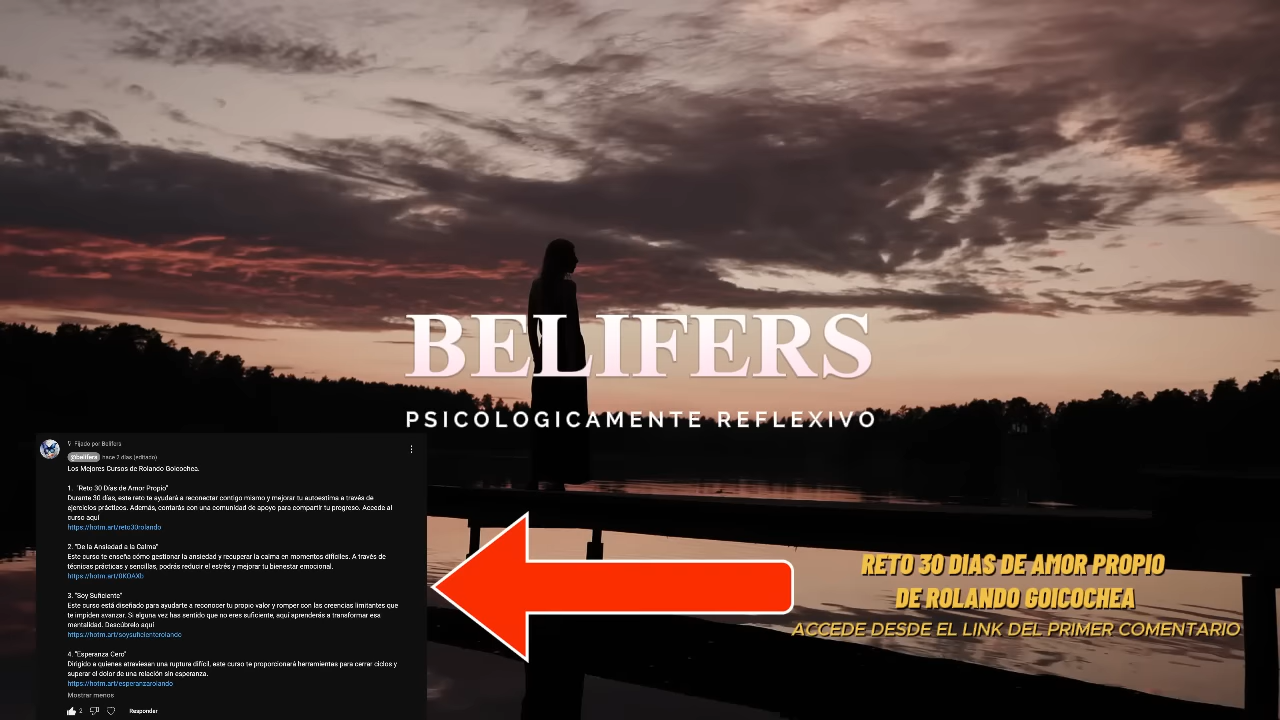 BELIFERS
PSICOLOGICAMENTE REFLEXIVO
Fijado por Belifers
@belifers hace 2 días (editado)
Los Mejores Cursos de Rolando Goicochea.
1. "Reto 30 Días de Amor Propio"
Durante 30 días, este reto te ayudará a reconectar contigo mismo y mejorar tu autoestima a través de
ejercicios prácticos. Además, contarás con una comunidad de apoyo para compartir tu progreso. Accede al
curso aquí
https://hotm.art/reto30rolando
2. "De la Ansiedad a la Calma"
Este curso te enseña cómo gestionar la ansiedad y recuperar la calma en momentos difíciles. A través de
técnicas prácticas y sencillas, podrás reducir el estrés y mejorar tu bienestar emocional.
https://hotm.art/0KOAXb
3. "Soy Suficiente"
Este curso está diseñado para ayudarte a reconocer tu propio valor y romper con las creencias limitantes que
te impiden avanzar. Si alguna vez has sentido que no eres suficiente, aquí aprenderás a transformar esa
mentalidad. Descúbrelo aquí
https://hotm.art/soysuficienterolando
4. "Esperanza Cero"
Dirigido a quienes atraviesan una ruptura difícil, este curso te proporcionará herramientas para cerrar ciclos y
superar el dolor de una relación sin esperanza.
https://hotm.art/esperanzarolando
Mostrar menos
2 Responder
RETO 30 DIAS DE AMOR PROPIO
DE ROLANDO GOICOCHEA
ACCEDE DESDE EL LINK DEL PRIMER COMENTARIO